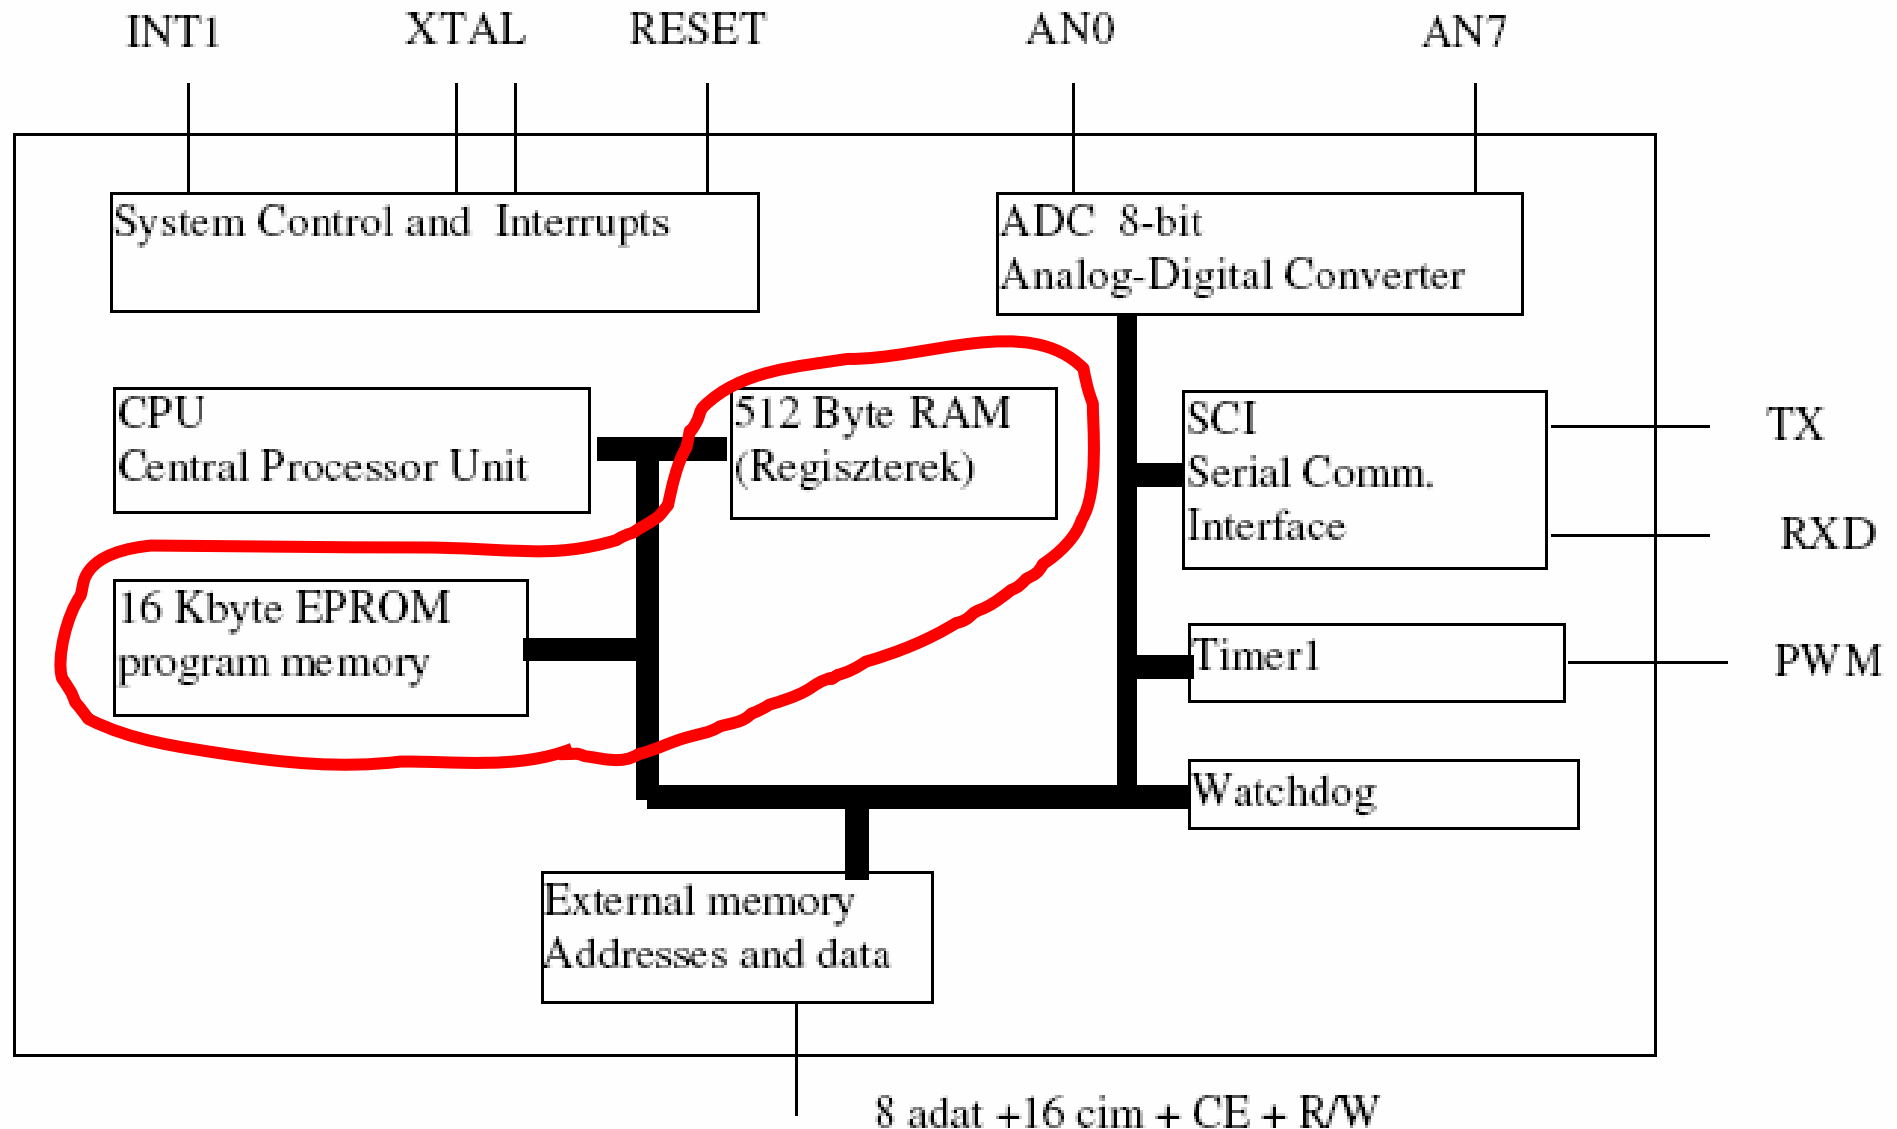 INT1
XTAL
RESET
AN0
AN7
System Control and Interrupts
ADC 8-bit
Analog-Digital Converter
CPU
Central Processor Unit
512 Byte RAM
(Regiszterek)
SCI
Serial Comm.
Interface
TX
RXD
16 Kbyte EPROM
program memory
Timer1
PWM
Watchdog
External memory
Addresses and data
8 adat +16 cim + CE + R/W